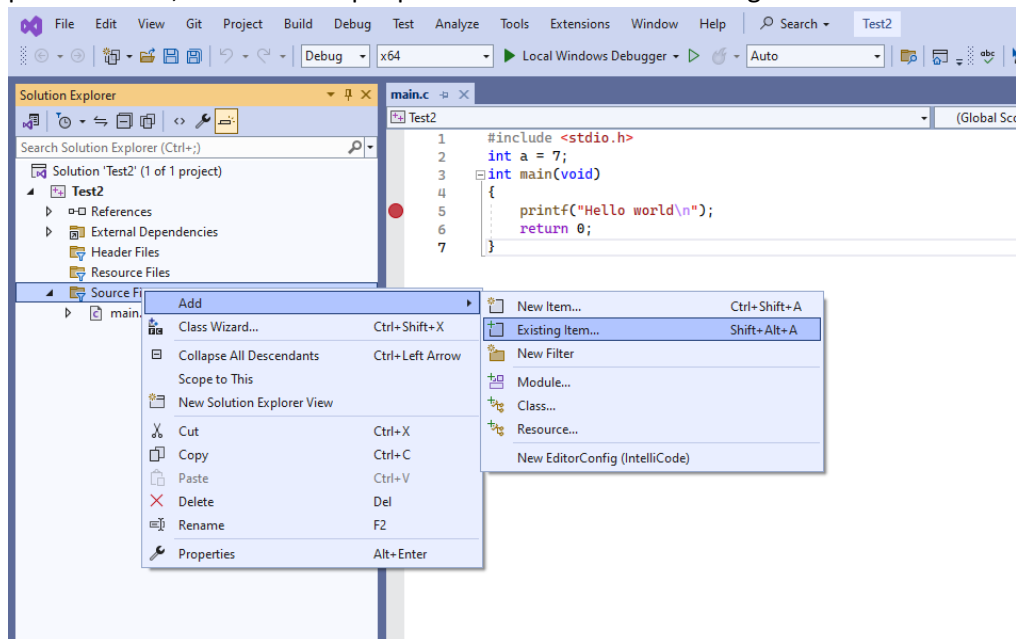 File Edit View Git Project Build Debug Test Analyze Tools Extensions Window Help Search Test2
Debug x64 Local Windows Debugger Auto
Solution Explorer
Search Solution Explorer (Ctrl+;)
Solution 'Test2' (1 of 1 project)
Test2
References
External Dependencies
Header Files
Resource Files
Source Fi
main.
main.c
Test2 (Global Sco
1 #include <stdio.h>
2 int a = 7;
3 int main(void)
4 {
5 printf("Hello world\n");
6 return 0;
7 }
Add
Class Wizard... Ctrl+Shift+X
Collapse All Descendants Ctrl+Left Arrow
Scope to This
New Solution Explorer View
Cut Ctrl+X
Copy Ctrl+C
Paste Ctrl+V
Delete Del
Rename F2
Properties Alt+Enter
New Item... Ctrl+Shift+A
Existing Item... Shift+Alt+A
New Filter
Module...
Class...
Resource...
New EditorConfig (IntelliCode)